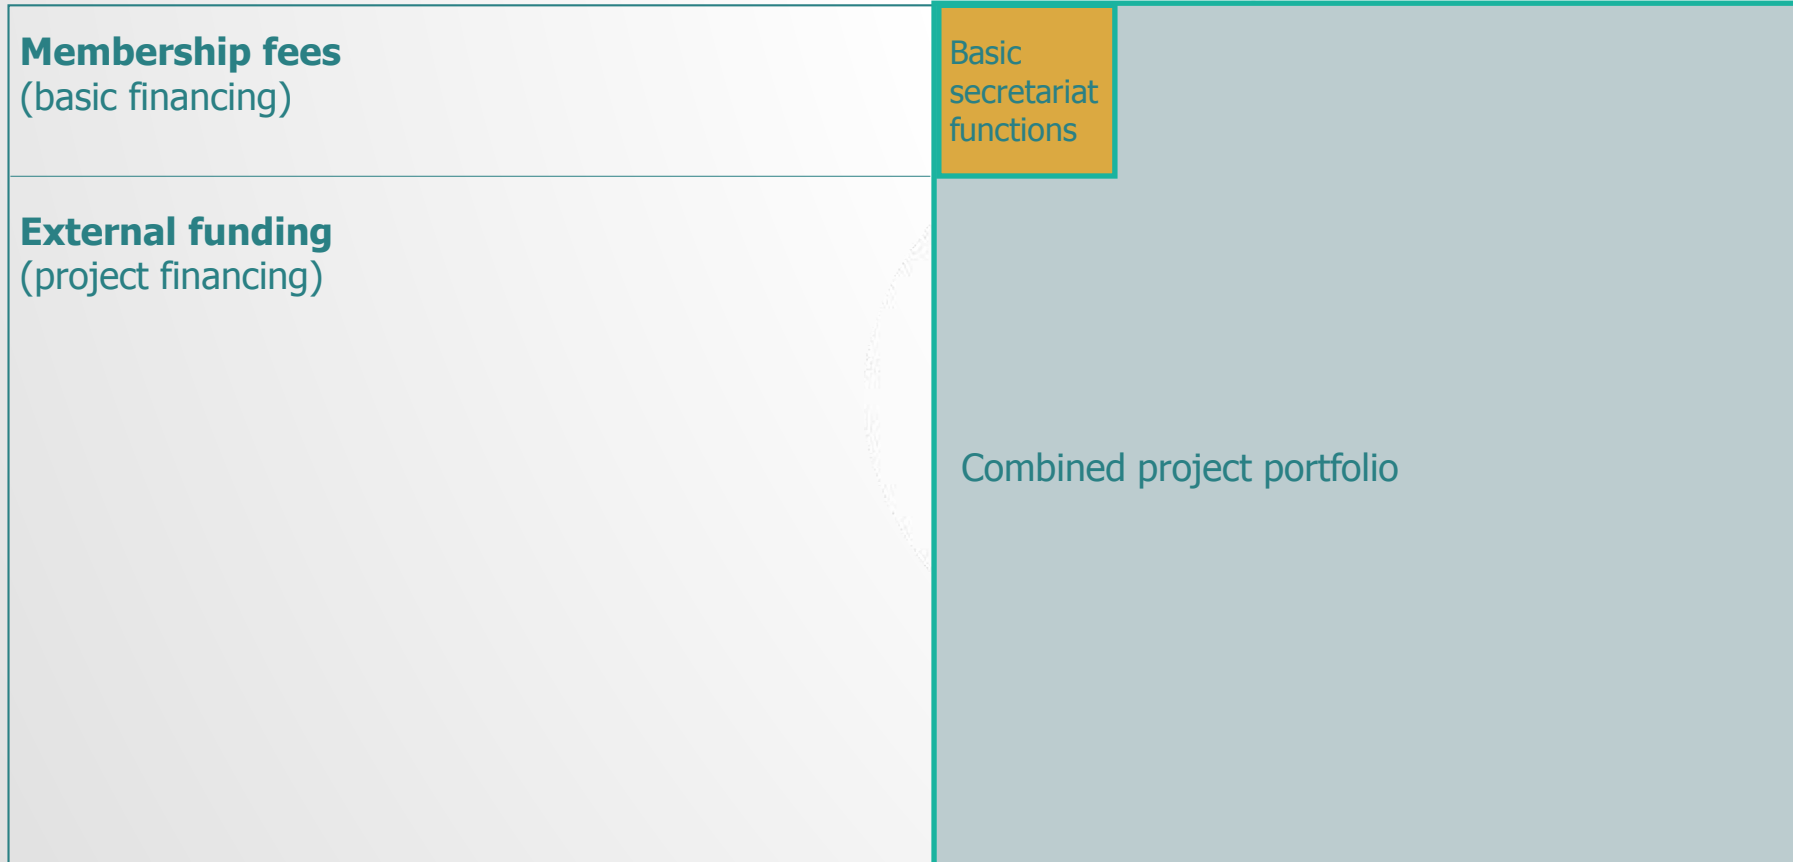 Membership fees
(basic financing)
Basic
secretariat
functions
External funding
(project financing)
Combined project portfolio